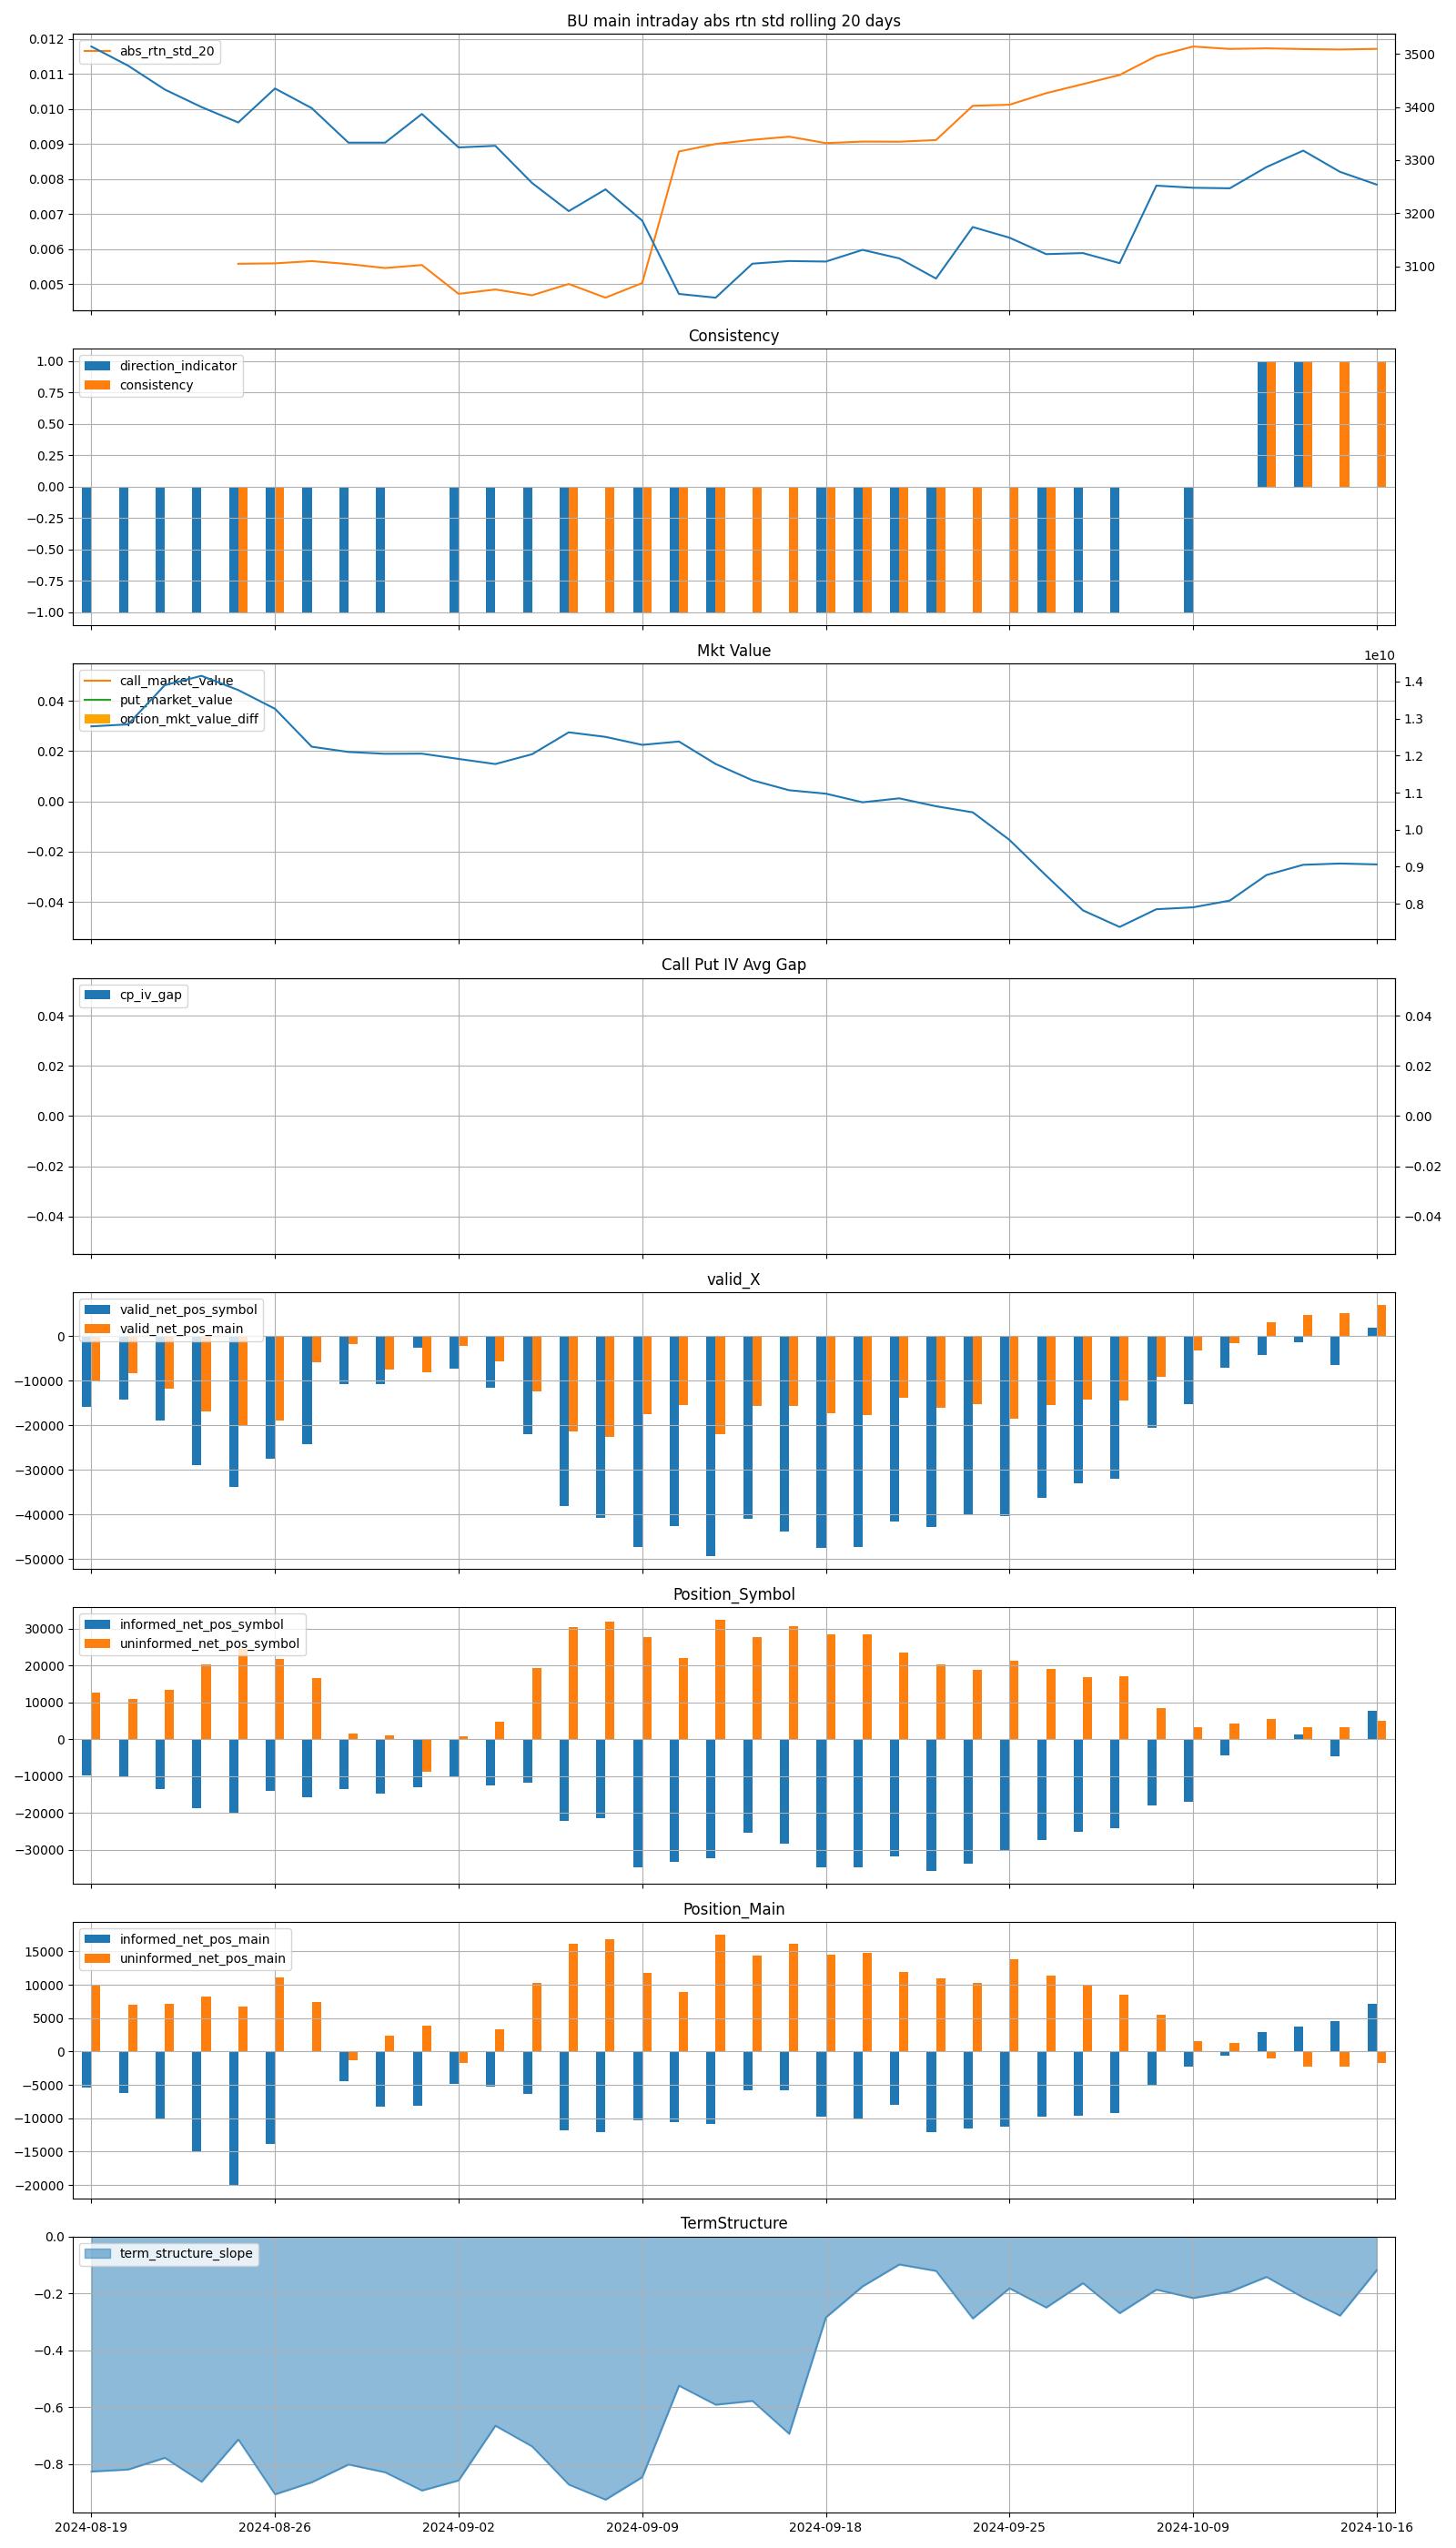 BU main intraday abs rtn std rolling 20 days
abs_rtn_std_20
0.012
0.011
0.010
0.009
0.008
0.007
0.006
0.005
3500
3400
3300
3200
3100
Consistency
direction_indicator
consistency
1.00
0.75
0.50
0.25
0.00
−0.25
−0.50
−0.75
−1.00
Mkt Value
1e10
call_market_value
put_market_value
option_mkt_value_diff
0.04
0.02
0.00
−0.02
−0.04
1.4
1.3
1.2
1.1
1.0
0.9
0.8
Call Put IV Avg Gap
cp_iv_gap
0.04
0.02
0.00
−0.02
−0.04
0.04
0.02
0.00
−0.02
−0.04
valid_X
valid_net_pos_symbol
valid_net_pos_main
0
−10000
−20000
−30000
−40000
−50000
Position_Symbol
informed_net_pos_symbol
uninformed_net_pos_symbol
30000
20000
10000
0
−10000
−20000
−30000
Position_Main
informed_net_pos_main
uninformed_net_pos_main
15000
10000
5000
0
−5000
−10000
−15000
−20000
TermStructure
term_structure_slope
0.0
−0.2
−0.4
−0.6
−0.8
2024-08-19 2024-08-26 2024-09-02 2024-09-09 2024-09-18 2024-09-25 2024-10-09 2024-10-16